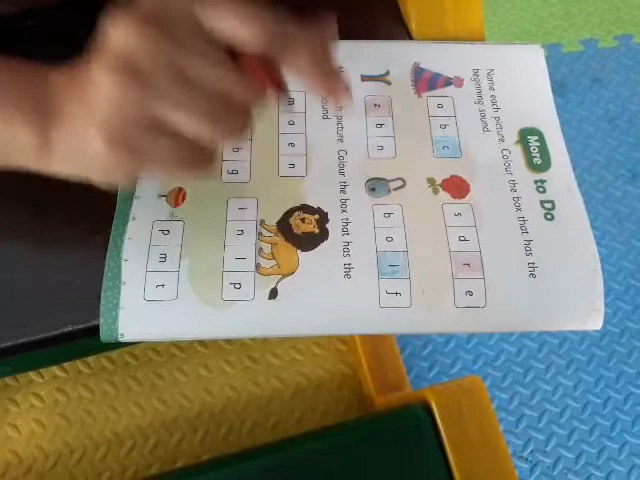 More to Do
Name each picture. Colour the box that has the
beginning sound.
a b c
s d r e
z b n
b o l f
picture. Colour the box that has the
sound
m a e n
i n l p
b g
p m t